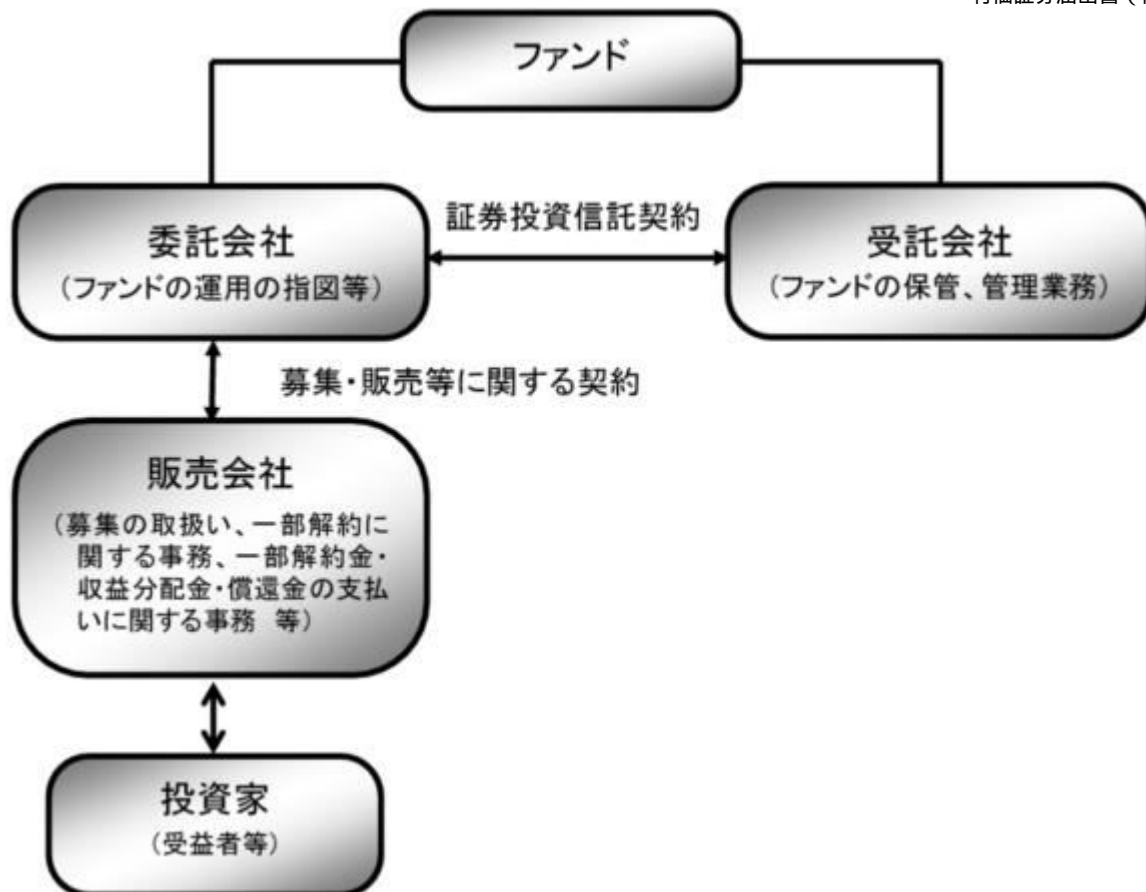 ファンド
委託会社
（ファンドの運用の指図等）
証券投資信託契約
受託会社
（ファンドの保管、管理業務）
募集・販売等に関する契約
販売会社
（募集の取扱い、一部解約に
関する事務、一部解約金・
収益分配金・償還金の支払
いに関する事務 等）
投資家
（受益者等）